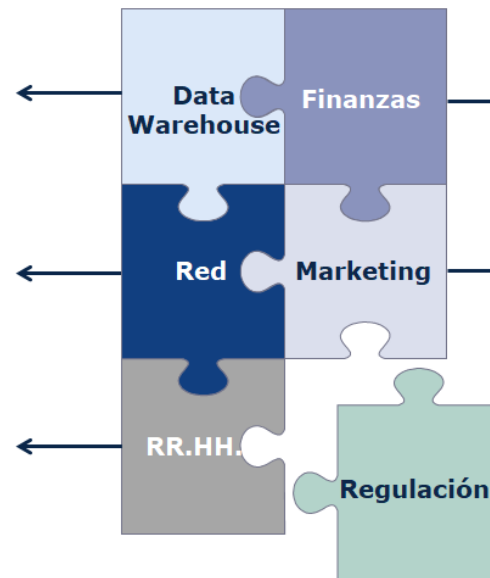 Data
Warehouse
Finanzas
Red
Marketing
RR.HH.
Regulación